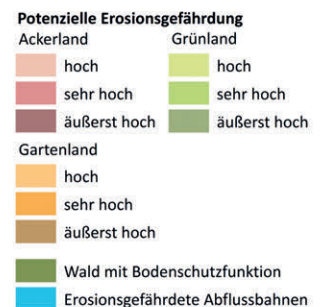 Potenzielle Erosionsgefährdung
Ackerland
hoch
sehr hoch
äußerst hoch
Grünland
hoch
sehr hoch
äußerst hoch
Gartenland
hoch
sehr hoch
äußerst hoch
Wald mit Bodenschutzfunktion
Erosionsgefährdete Abflussbahnen